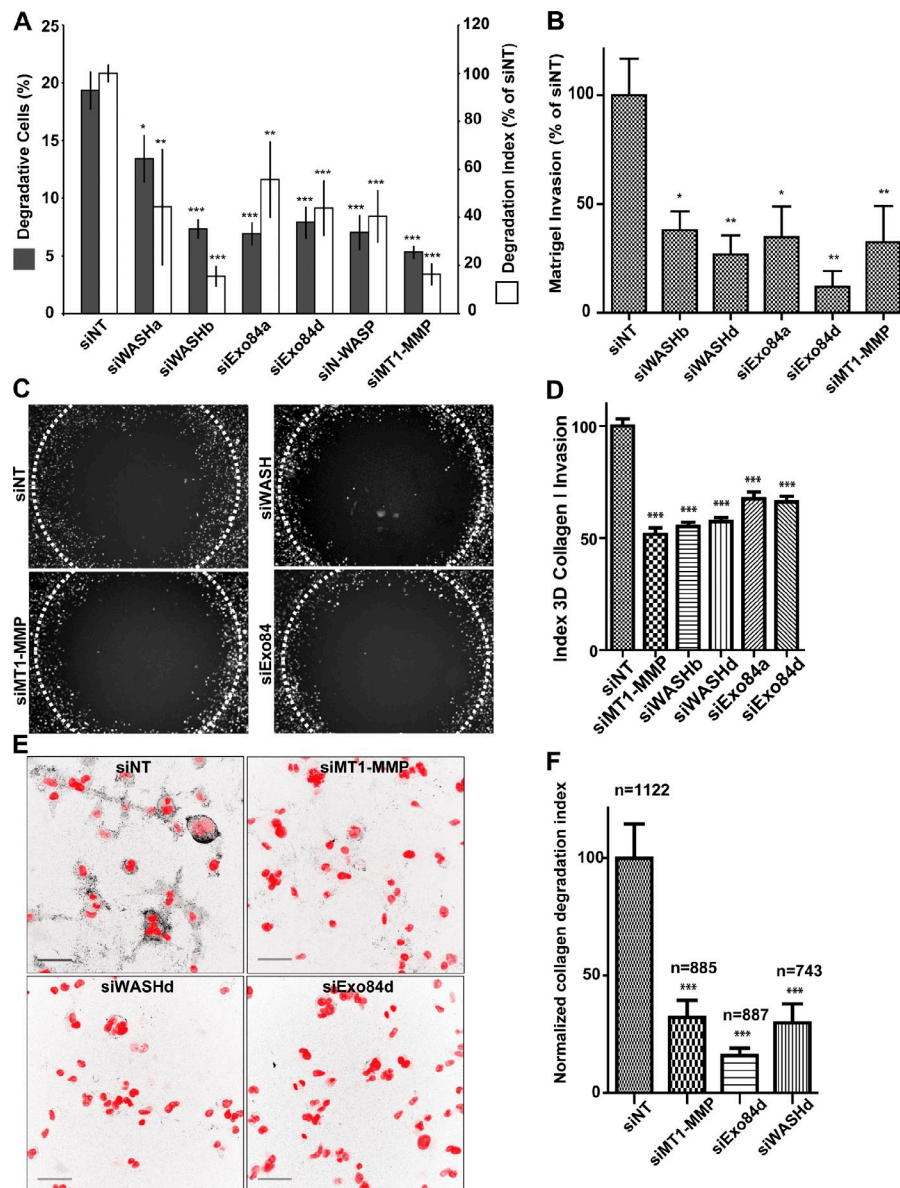 A
Degradative Cells (%)
25
20
15
10
5
0
120
100
80
60
40
20
0
Degradation Index (% of siNT)
* ** *** *** *** ** *** *** *** *** *** ***
siNT siWASHa siWASHb siExo84a siExo84d siN-WASP siMT1-MMP
B
Matrigel Invasion (% of siNT)
100
50
0
* ** * ** **
siNT siWASHb siWASHd siExo84a siExo84d siMT1-MMP
C
siNT
siWASH
siMT1-MMP
siExo84
D
Index 3D Collagen I Invasion
100
50
0
*** *** *** *** ***
siNT siMT1-MMP siWASHb siWASHd siExo84a siExo84d
E
siNT
siMT1-MMP
siWASHd
siExo84d
F
Normalized collagen degradation index
100
50
0
n=1122
n=885
***
n=887
***
n=743
***
siNT siMT1-MMP siExo84d siWASHd